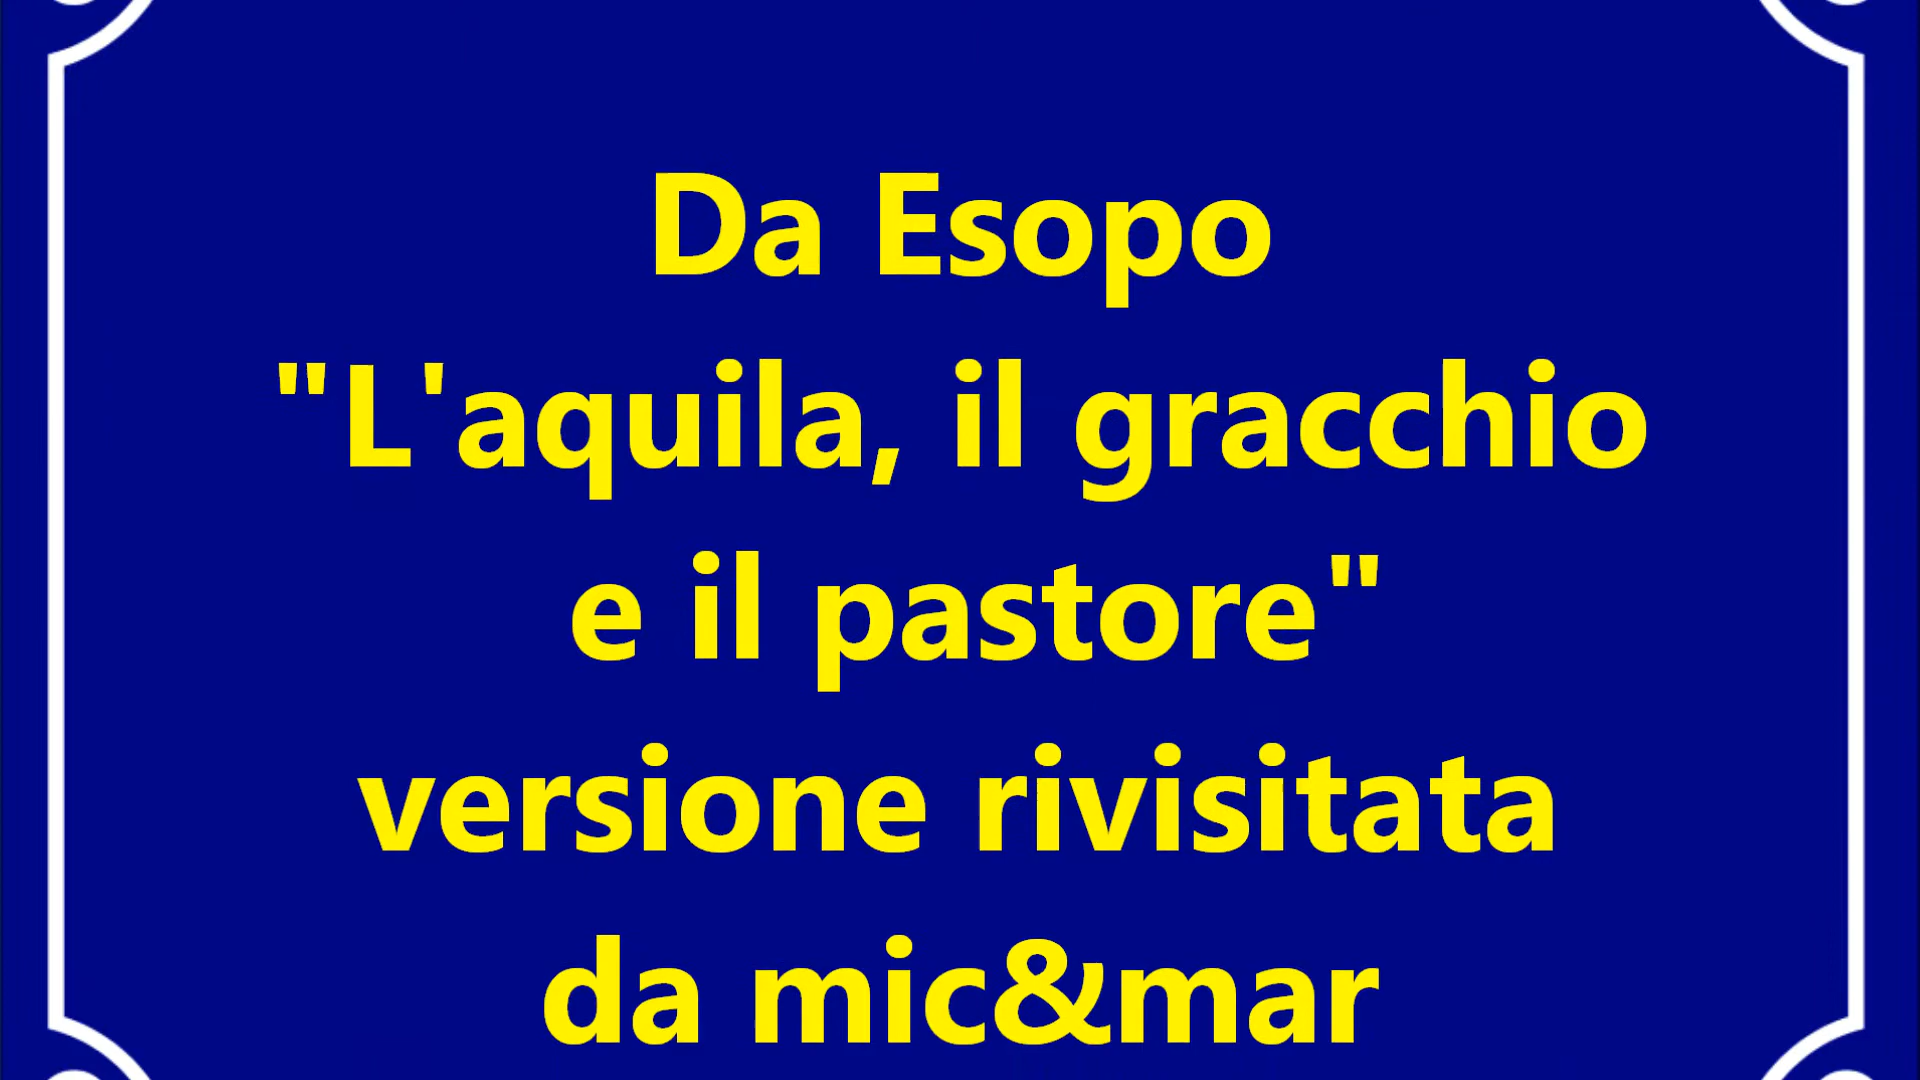 Da Esopo
"L'aquila, il gracchio
e il pastore"
versione rivisitata
da mic&mar